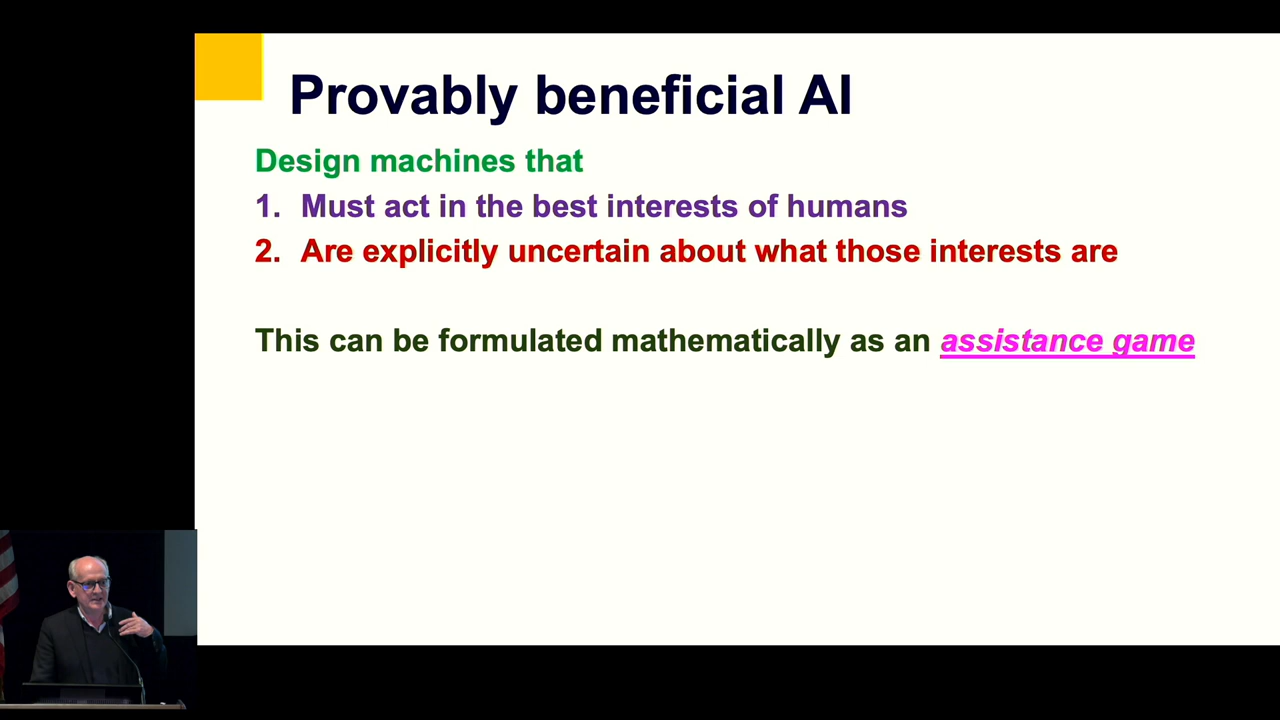 Provably beneficial AI
Design machines that
1. Must act in the best interests of humans
2. Are explicitly uncertain about what those interests are
This can be formulated mathematically as an assistance game